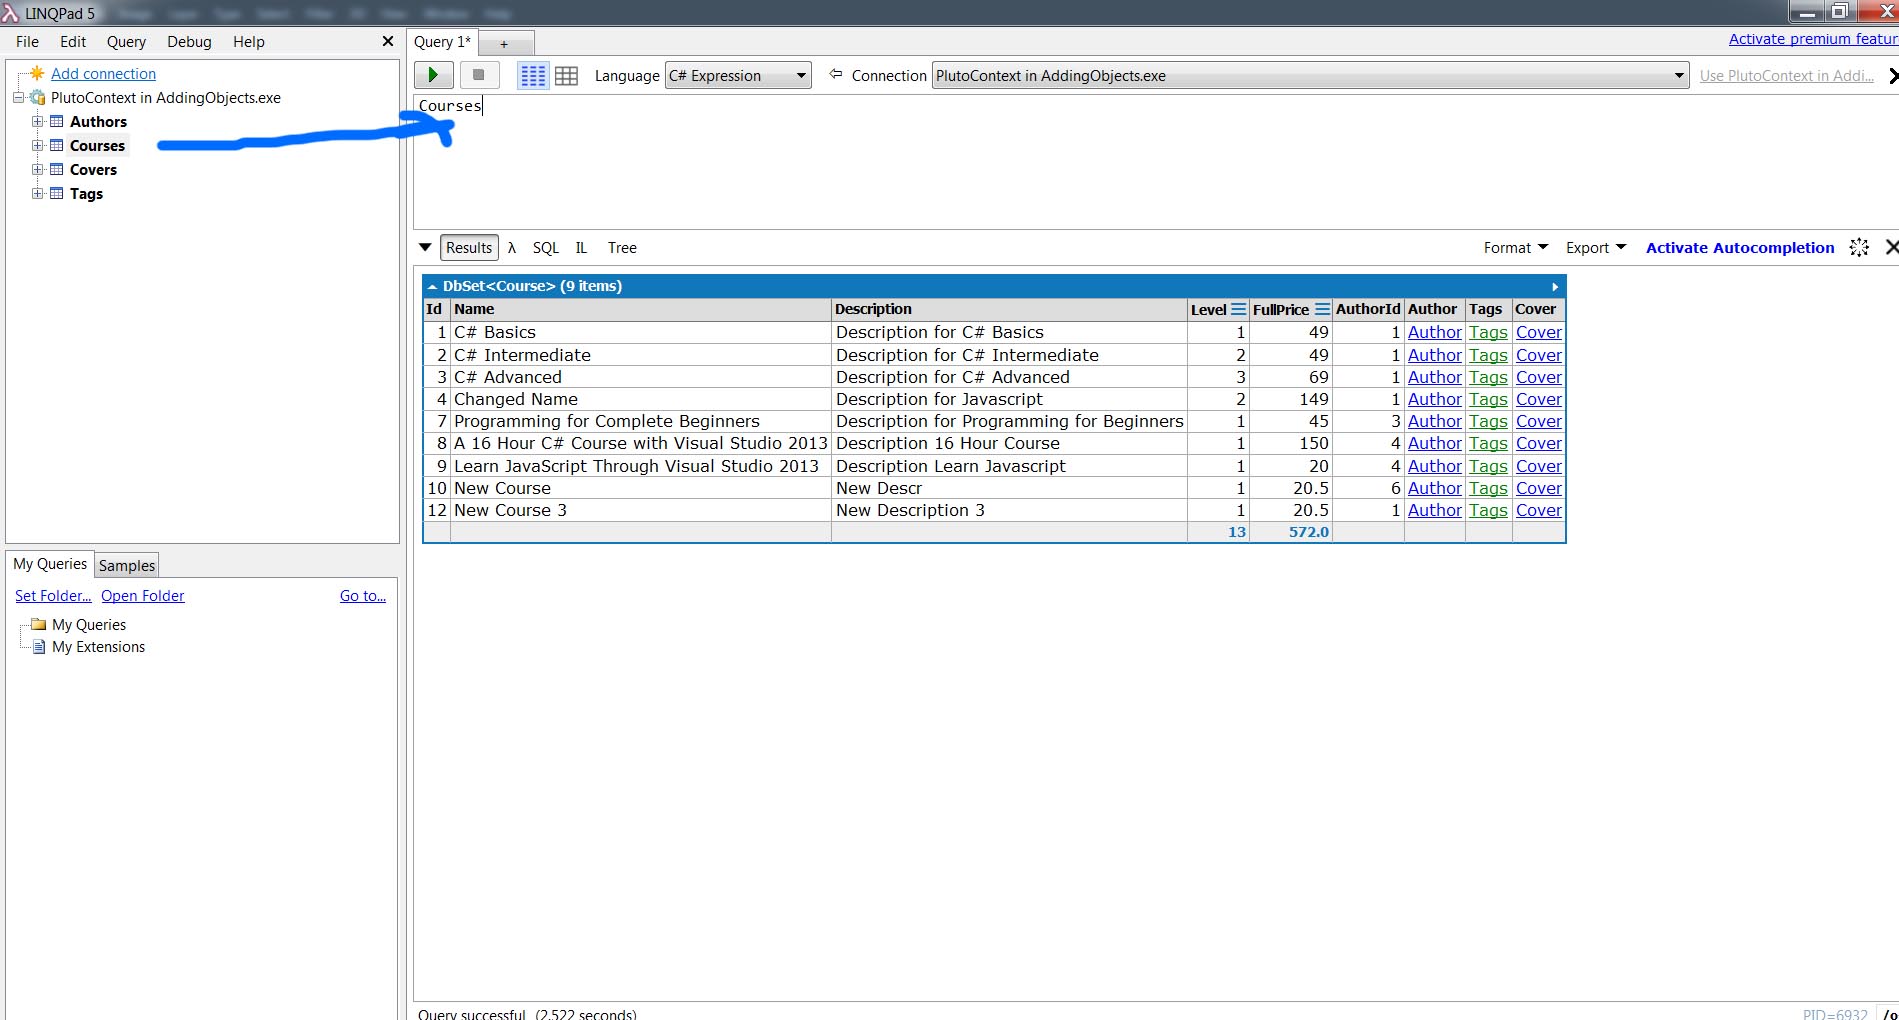 LINQPad 5
File Edit Query Debug Help
Query 1* +
Activate premium featur
Add connection
PlutoContext in AddingObjects.exe
Authors
Courses
Covers
Tags
Language C# Expression Connection PlutoContext in AddingObjects.exe Use PlutoContext in Addi...
Courses
Results λ SQL IL Tree Format Export Activate Autocompletion
DbSet<Course> (9 items)
Id Name Description Level FullPrice AuthorId Author Tags Cover
1 C# Basics Description for C# Basics 1 49 1 Author Tags Cover
2 C# Intermediate Description for C# Intermediate 2 49 1 Author Tags Cover
3 C# Advanced Description for C# Advanced 3 69 1 Author Tags Cover
4 Changed Name Description for Javascript 2 149 1 Author Tags Cover
7 Programming for Complete Beginners Description for Programming for Beginners 1 45 3 Author Tags Cover
8 A 16 Hour C# Course with Visual Studio 2013 Description 16 Hour Course 1 150 4 Author Tags Cover
9 Learn JavaScript Through Visual Studio 2013 Description Learn Javascript 1 20 4 Author Tags Cover
10 New Course New Descr 1 20.5 6 Author Tags Cover
12 New Course 3 New Description 3 1 20.5 1 Author Tags Cover
13 572.0
My Queries Samples
Set Folder... Open Folder Go to...
My Queries
My Extensions
Query successful (2.522 seconds) PID=6932 /o